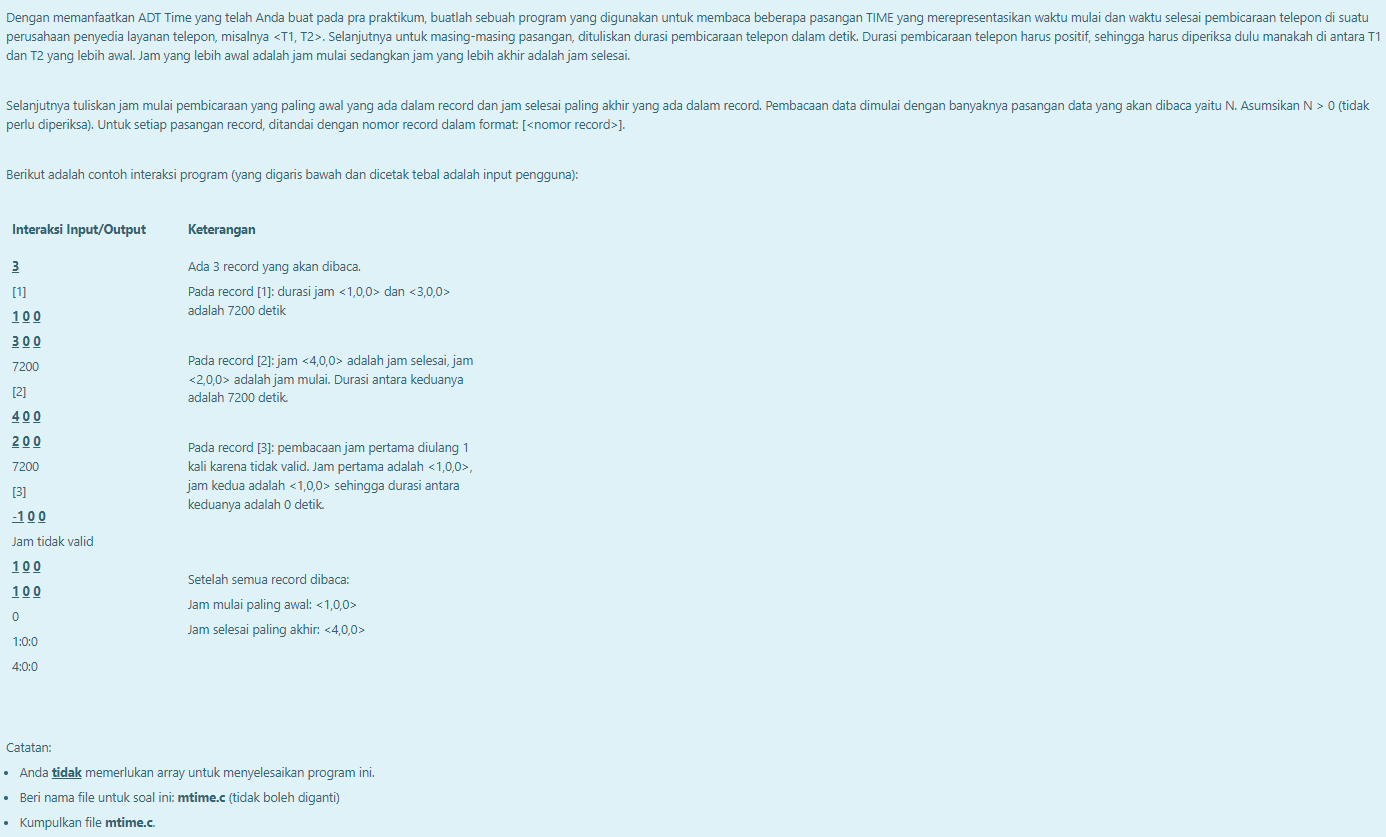 Dengan memanfaatkan ADT Time yang telah Anda buat pada pra praktikum, buatlah sebuah program yang digunakan untuk membaca beberapa pasangan TIME yang merepresentasikan waktu mulai dan waktu selesai pembicaraan telepon di suatu
perusahaan penyedia layanan telepon, misalnya <T1, T2>. Selanjutnya untuk masing-masing pasangan, dituliskan durasi pembicaraan telepon dalam detik. Durasi pembicaraan telepon harus positif, sehingga harus diperiksa dulu manakah di antara T1
dan T2 yang lebih awal. Jam yang lebih awal adalah jam mulai sedangkan jam yang lebih akhir adalah jam selesai.
Selanjutnya tuliskan jam mulai pembicaraan yang paling awal yang ada dalam record dan jam selesai paling akhir yang ada dalam record. Pembacaan data dimulai dengan banyaknya pasangan data yang akan dibaca yaitu N. Asumsikan N > 0 (tidak
perlu diperiksa). Untuk setiap pasangan record, ditandai dengan nomor record dalam format: [<nomor record>].
Berikut adalah contoh interaksi program (yang digaris bawah dan dicetak tebal adalah input pengguna):
Interaksi Input/Output
3
[1]
1 0 0
3 0 0
7200
[2]
4 0 0
2 0 0
7200
[3]
-1 0 0
Jam tidak valid
1 0 0
1 0 0
0
1:0:0
4:0:0
Keterangan
Ada 3 record yang akan dibaca.
Pada record [1]: durasi jam <1,0,0> dan <3,0,0>
adalah 7200 detik
Pada record [2]: jam <4,0,0> adalah jam selesai, jam
<2,0,0> adalah jam mulai. Durasi antara keduanya
adalah 7200 detik.
Pada record [3]: pembacaan jam pertama diulang 1
kali karena tidak valid. Jam pertama adalah <1,0,0>,
jam kedua adalah <1,0,0> sehingga durasi antara
keduanya adalah 0 detik.
Setelah semua record dibaca:
Jam mulai paling awal: <1,0,0>
Jam selesai paling akhir: <4,0,0>
Catatan:
• Anda tidak memerlukan array untuk menyelesaikan program ini.
• Beri nama file untuk soal ini: mtime.c (tidak boleh diganti)
• Kumpulkan file mtime.c.